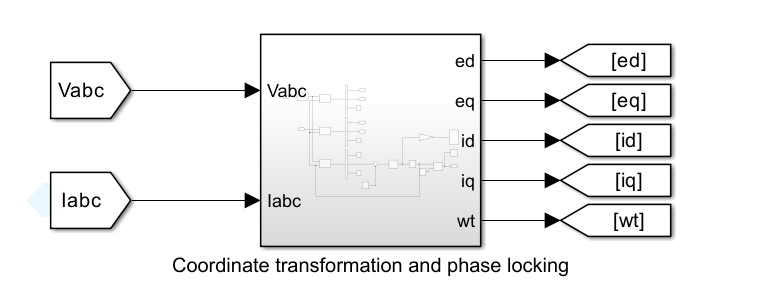 Vabc
Iabc
Vabc
Iabc
ed
eq
id
iq
wt
[ed]
[eq]
[id]
[iq]
[wt]
Coordinate transformation and phase locking